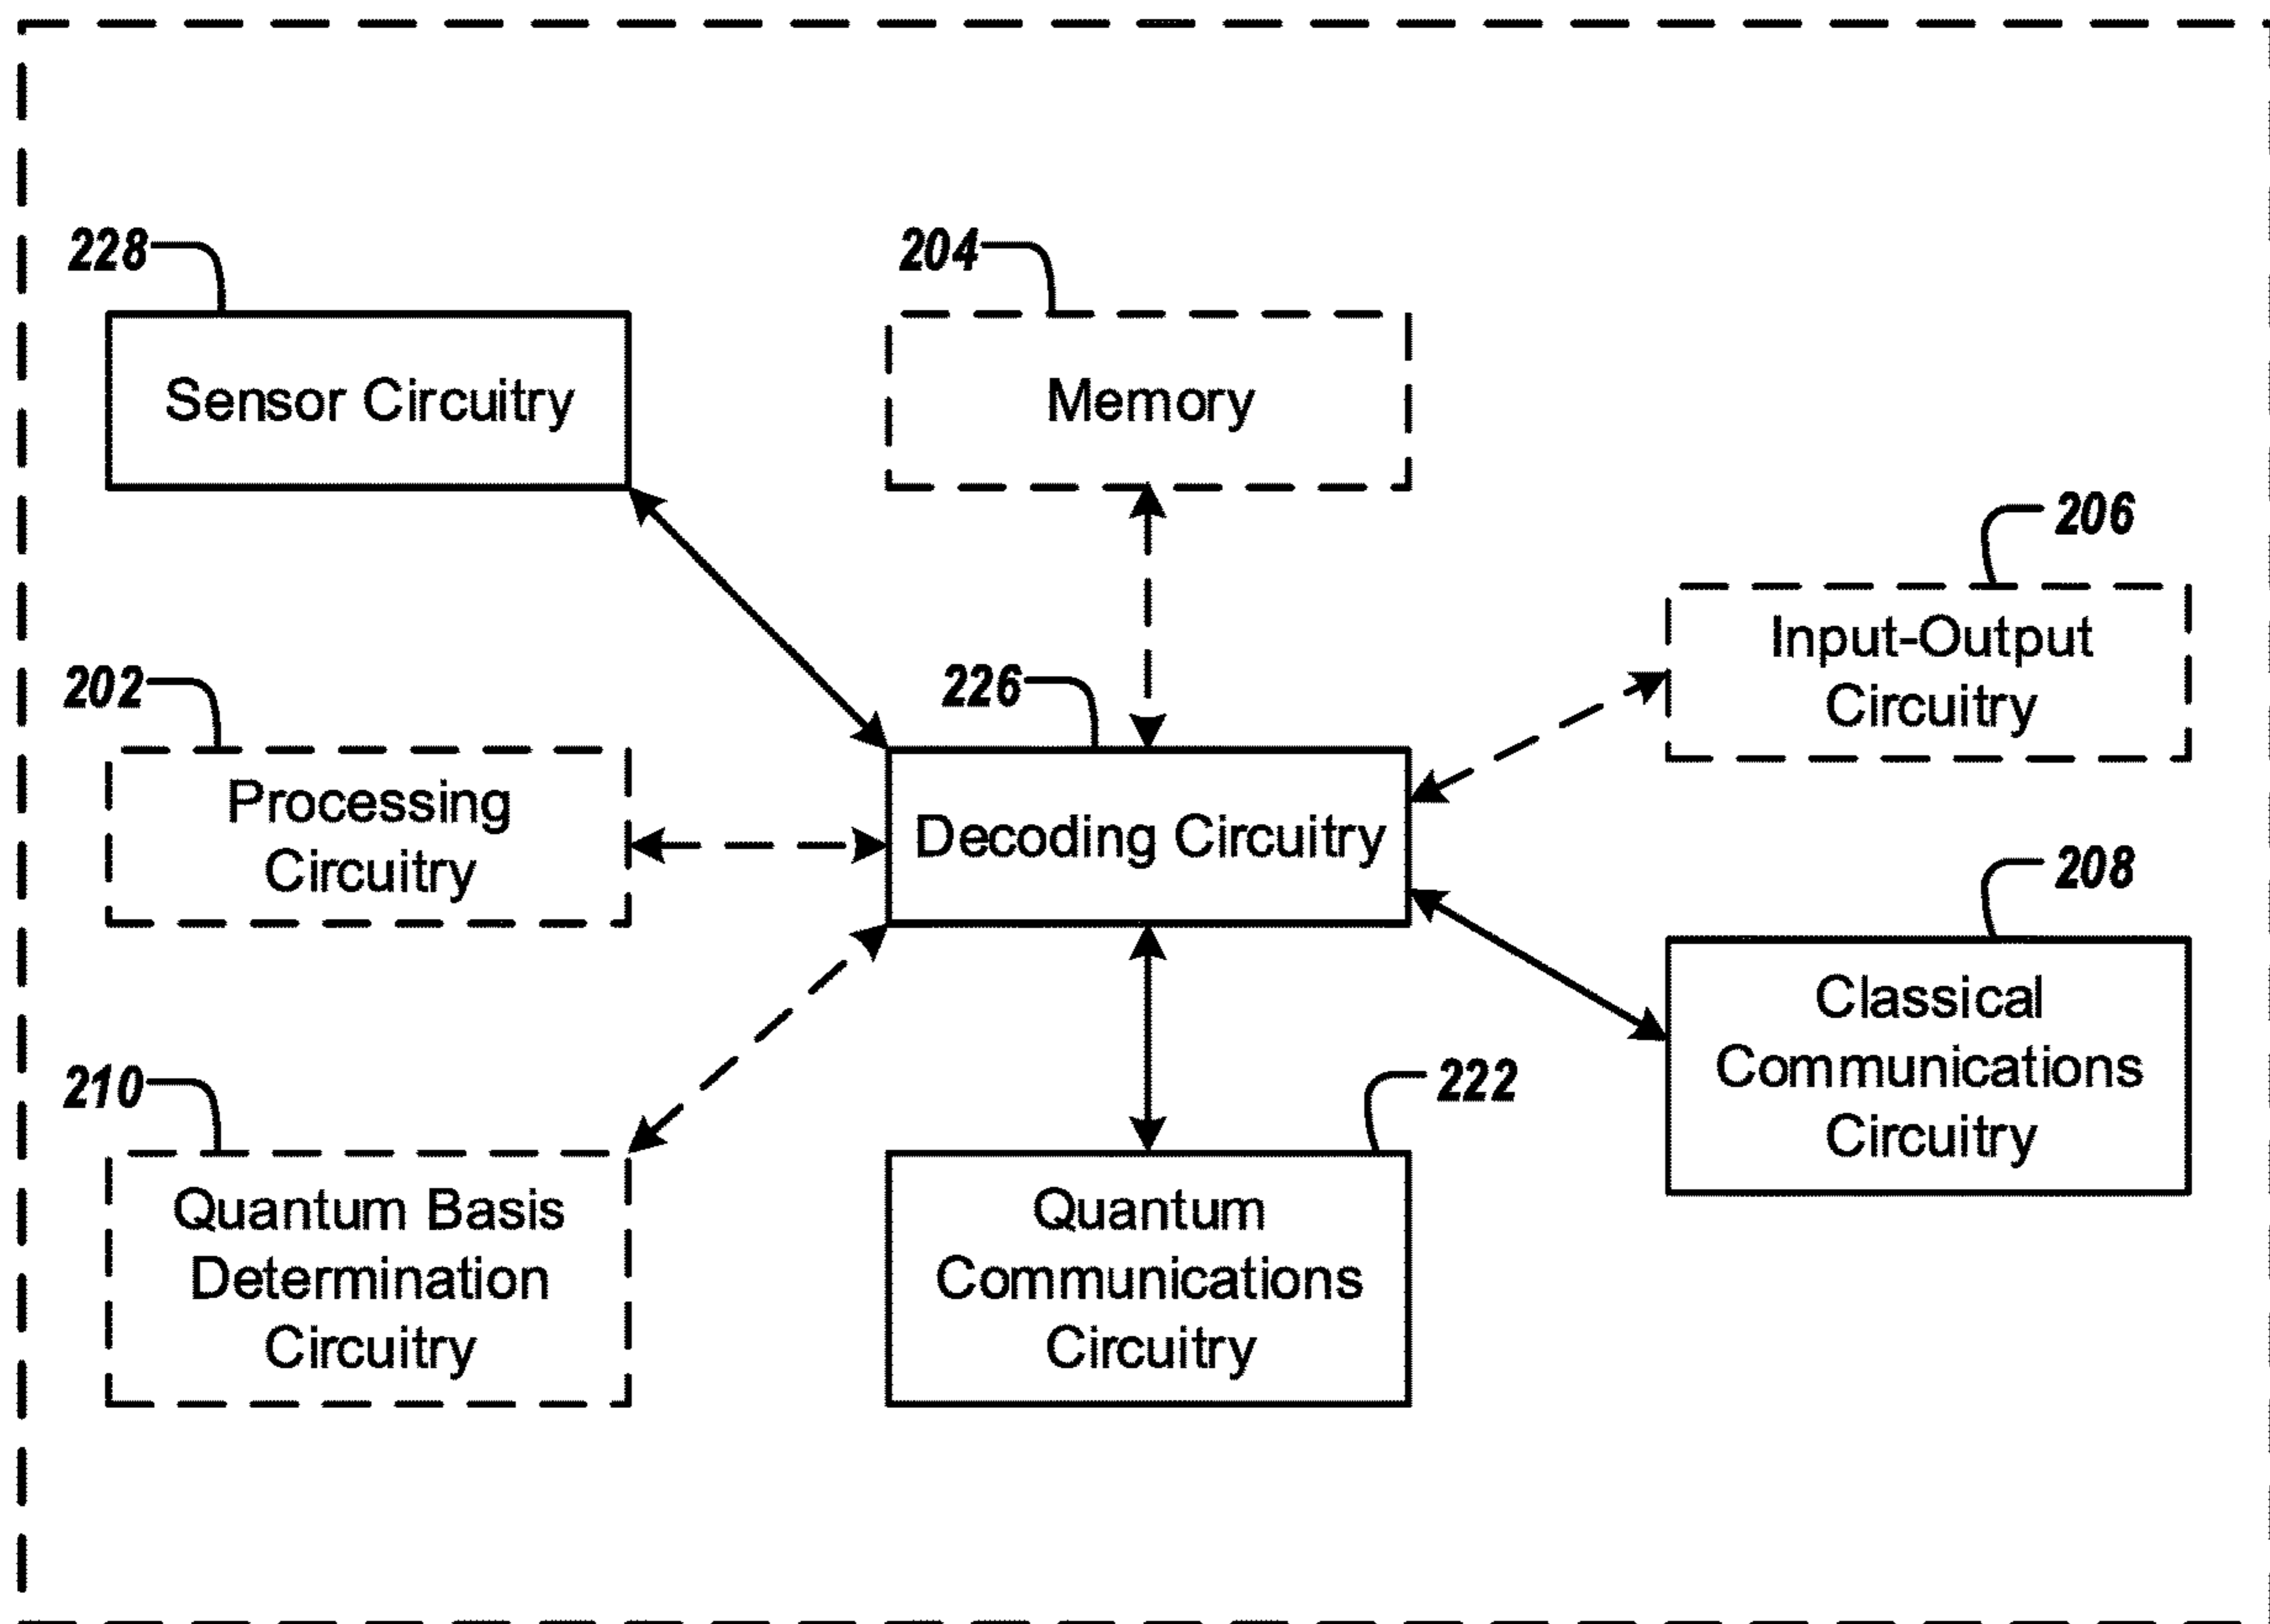 228
Sensor Circuitry
204
Memory
206
Input-Output
Circuitry
202
Processing
Circuitry
226
Decoding Circuitry
208
Classical
Communications
Circuitry
210
Quantum Basis
Determination
Circuitry
222
Quantum
Communications
Circuitry